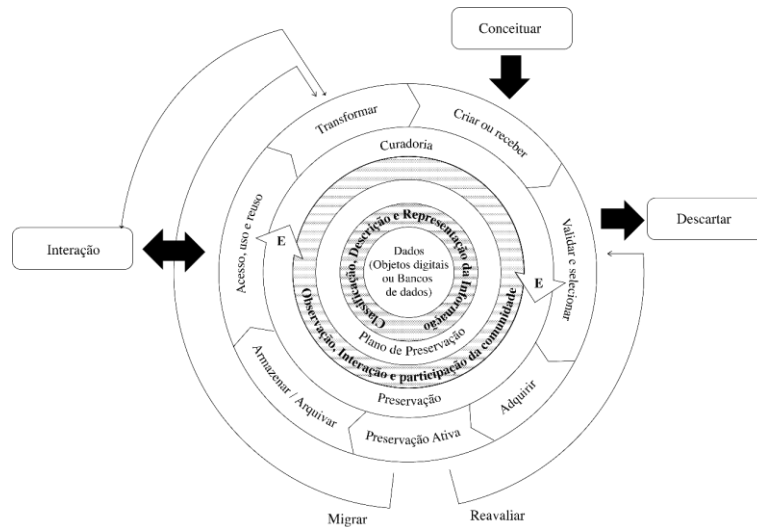 Conceituar
Transformar
Criar ou receber
Curadoria
Descartar
Validar e selecionar
Interação
Acesso, uso e reuso
E
E
Classificação, Descrição e Representação da Informação
Dados
(Objetos digitais
ou Bancos
de dados)
Plano de Preservação
Observação, Interação e participação da comunidade
Preservação
Armazenar / Arquivar
Adquirir
Preservação Ativa
Migrar
Reavaliar